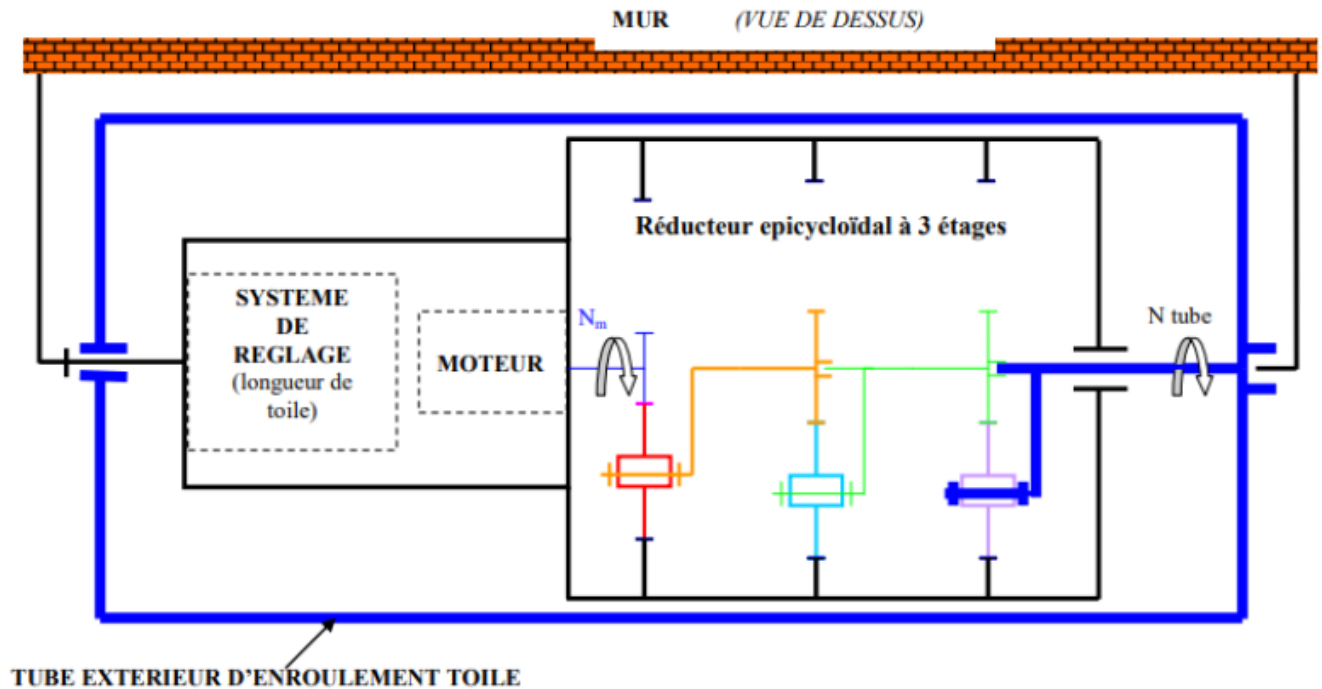 MUR (VUE DE DESSUS)
Réducteur epicycloïdal à 3 étages
SYSTEME
DE
REGLAGE
(longueur de
toile)
MOTEUR
Nm
N tube
TUBE EXTERIEUR D'ENROULEMENT TOILE